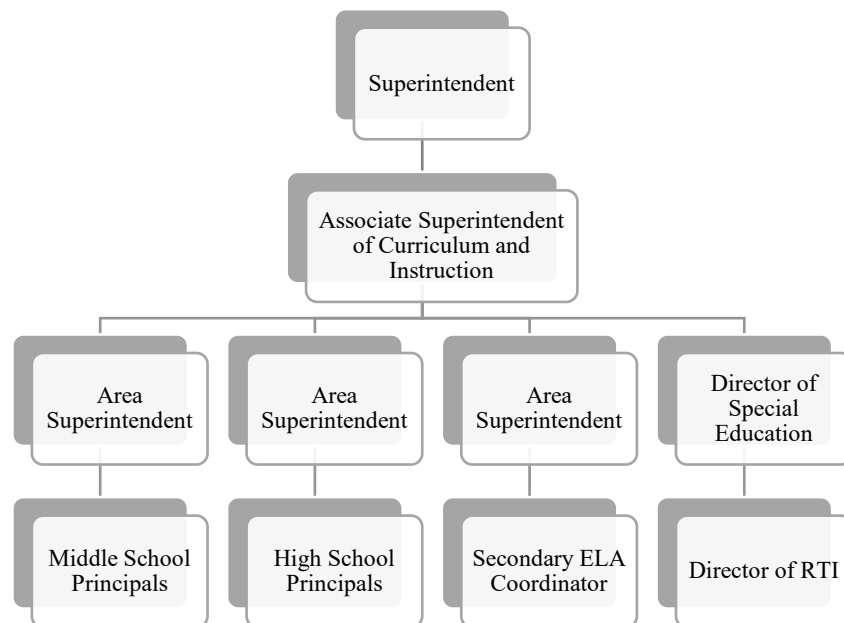 Superintendent
Associate Superintendent
of Curriculum and
Instruction
Area
Superintendent
Area
Superintendent
Area
Superintendent
Director of
Special
Education
Middle School
Principals
High School
Principals
Secondary ELA
Coordinator
Director of RTI